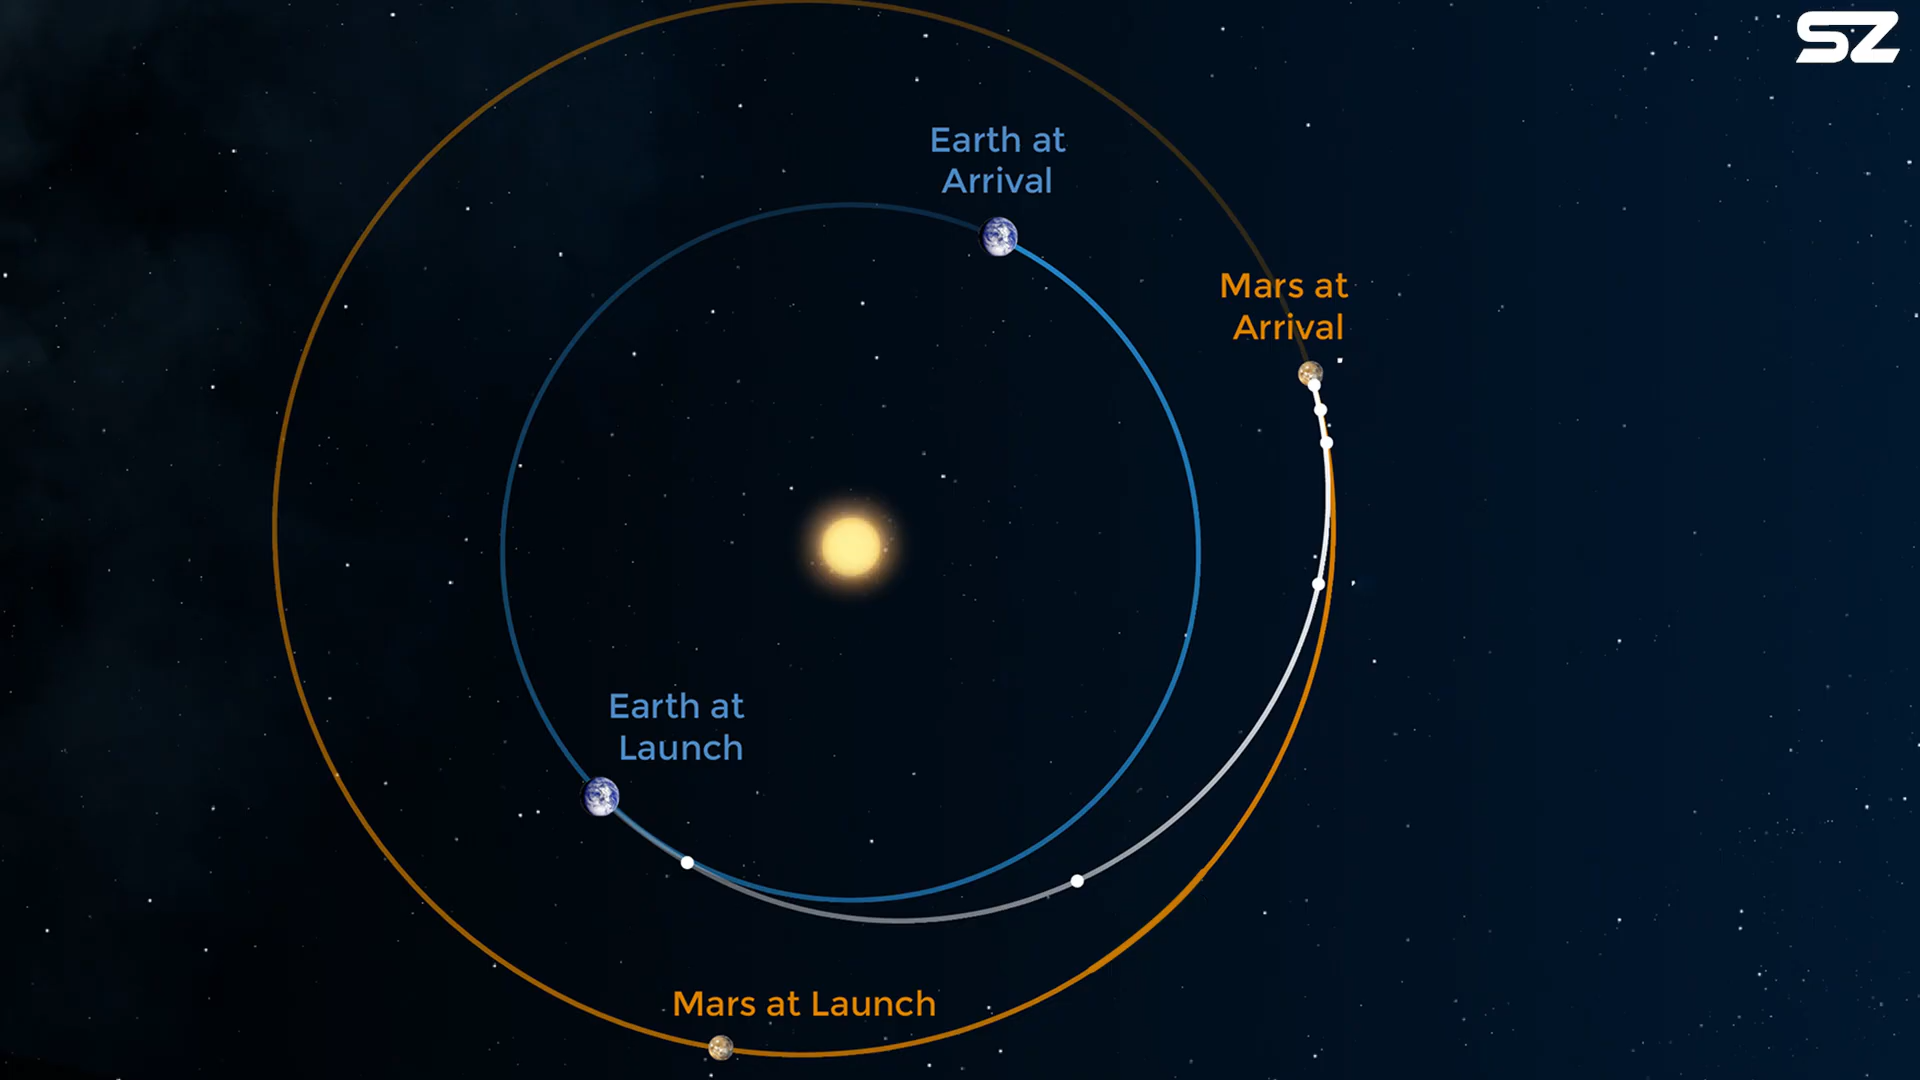 SZ
Earth at
Arrival
Mars at
Arrival
Earth at
Launch
Mars at Launch